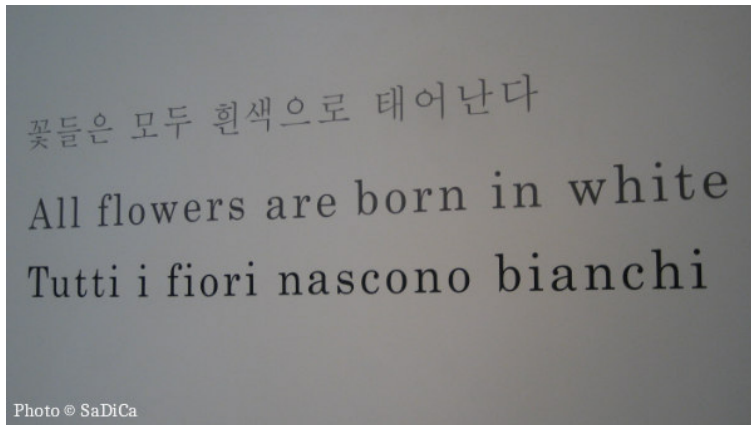 꽃들은 모두 흰색으로 태어난다
All flowers are born in white
Tutti i fiori nascono bianchi
Photo © SaDiCa